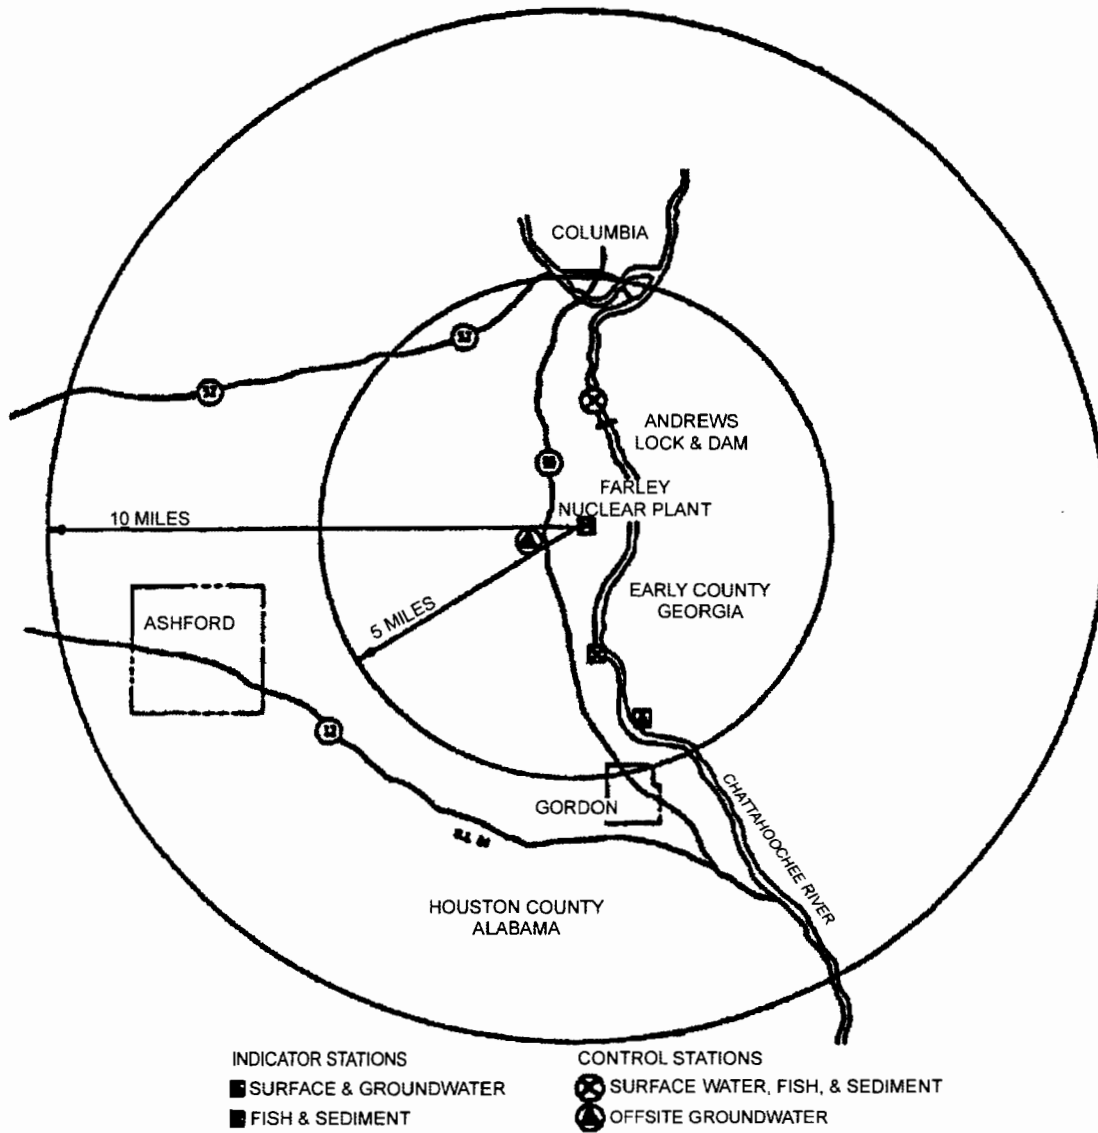 COLUMBIA
ANDREWS
LOCK & DAM
FARLEY
NUCLEAR PLANT
10 MILES
EARLY COUNTY
GEORGIA
5 MILES
ASHFORD
12
GORDON
CHATTAHOOCHEE RIVER
HOUSTON COUNTY
ALABAMA
INDICATOR STATIONS
SURFACE & GROUNDWATER
FISH & SEDIMENT
CONTROL STATIONS
SURFACE WATER, FISH, & SEDIMENT
OFFSITE GROUNDWATER